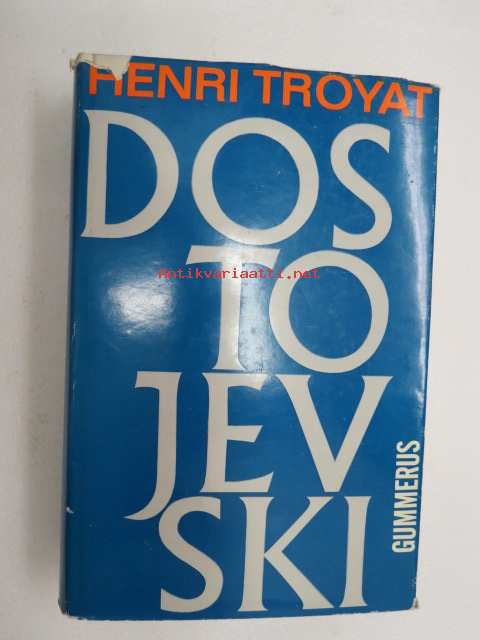 HENRI TROYAT
DOS
TO
JEV
SKI
GUMMERUS
Antikvariaatti.net